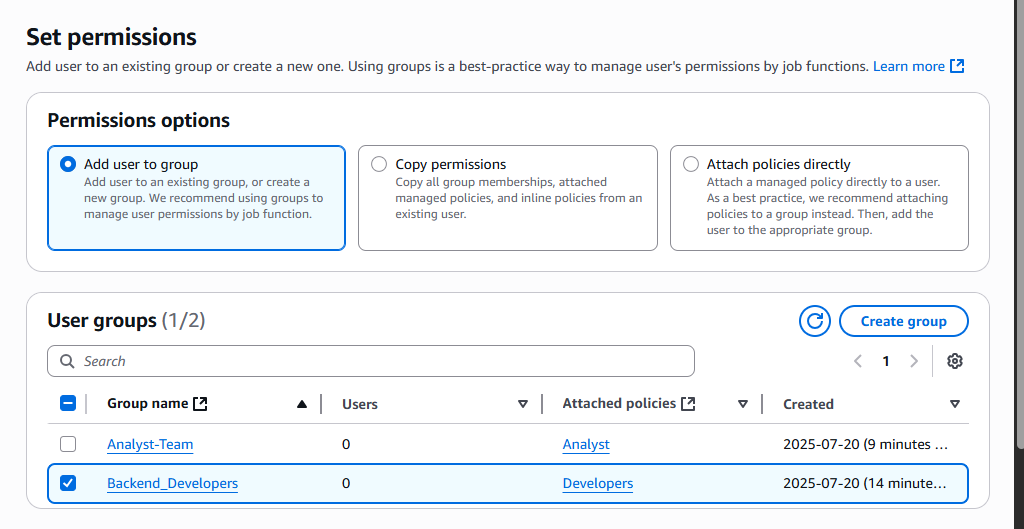 Set permissions
Add user to an existing group or create a new one. Using groups is a best-practice way to manage user's permissions by job functions. Learn more
Permissions options
Add user to group
Add user to an existing group, or create a
new group. We recommend using groups to
manage user permissions by job function.
Copy permissions
Copy all group memberships, attached
managed policies, and inline policies from an
existing user.
Attach policies directly
Attach a managed policy directly to a user.
As a best practice, we recommend attaching
policies to a group instead. Then, add the
user to the appropriate group.
User groups (1/2)
Create group
Search
1
Group name Users Attached policies Created
Analyst-Team 0 Analyst 2025-07-20 (9 minutes …
Backend_Developers 0 Developers 2025-07-20 (14 minute…